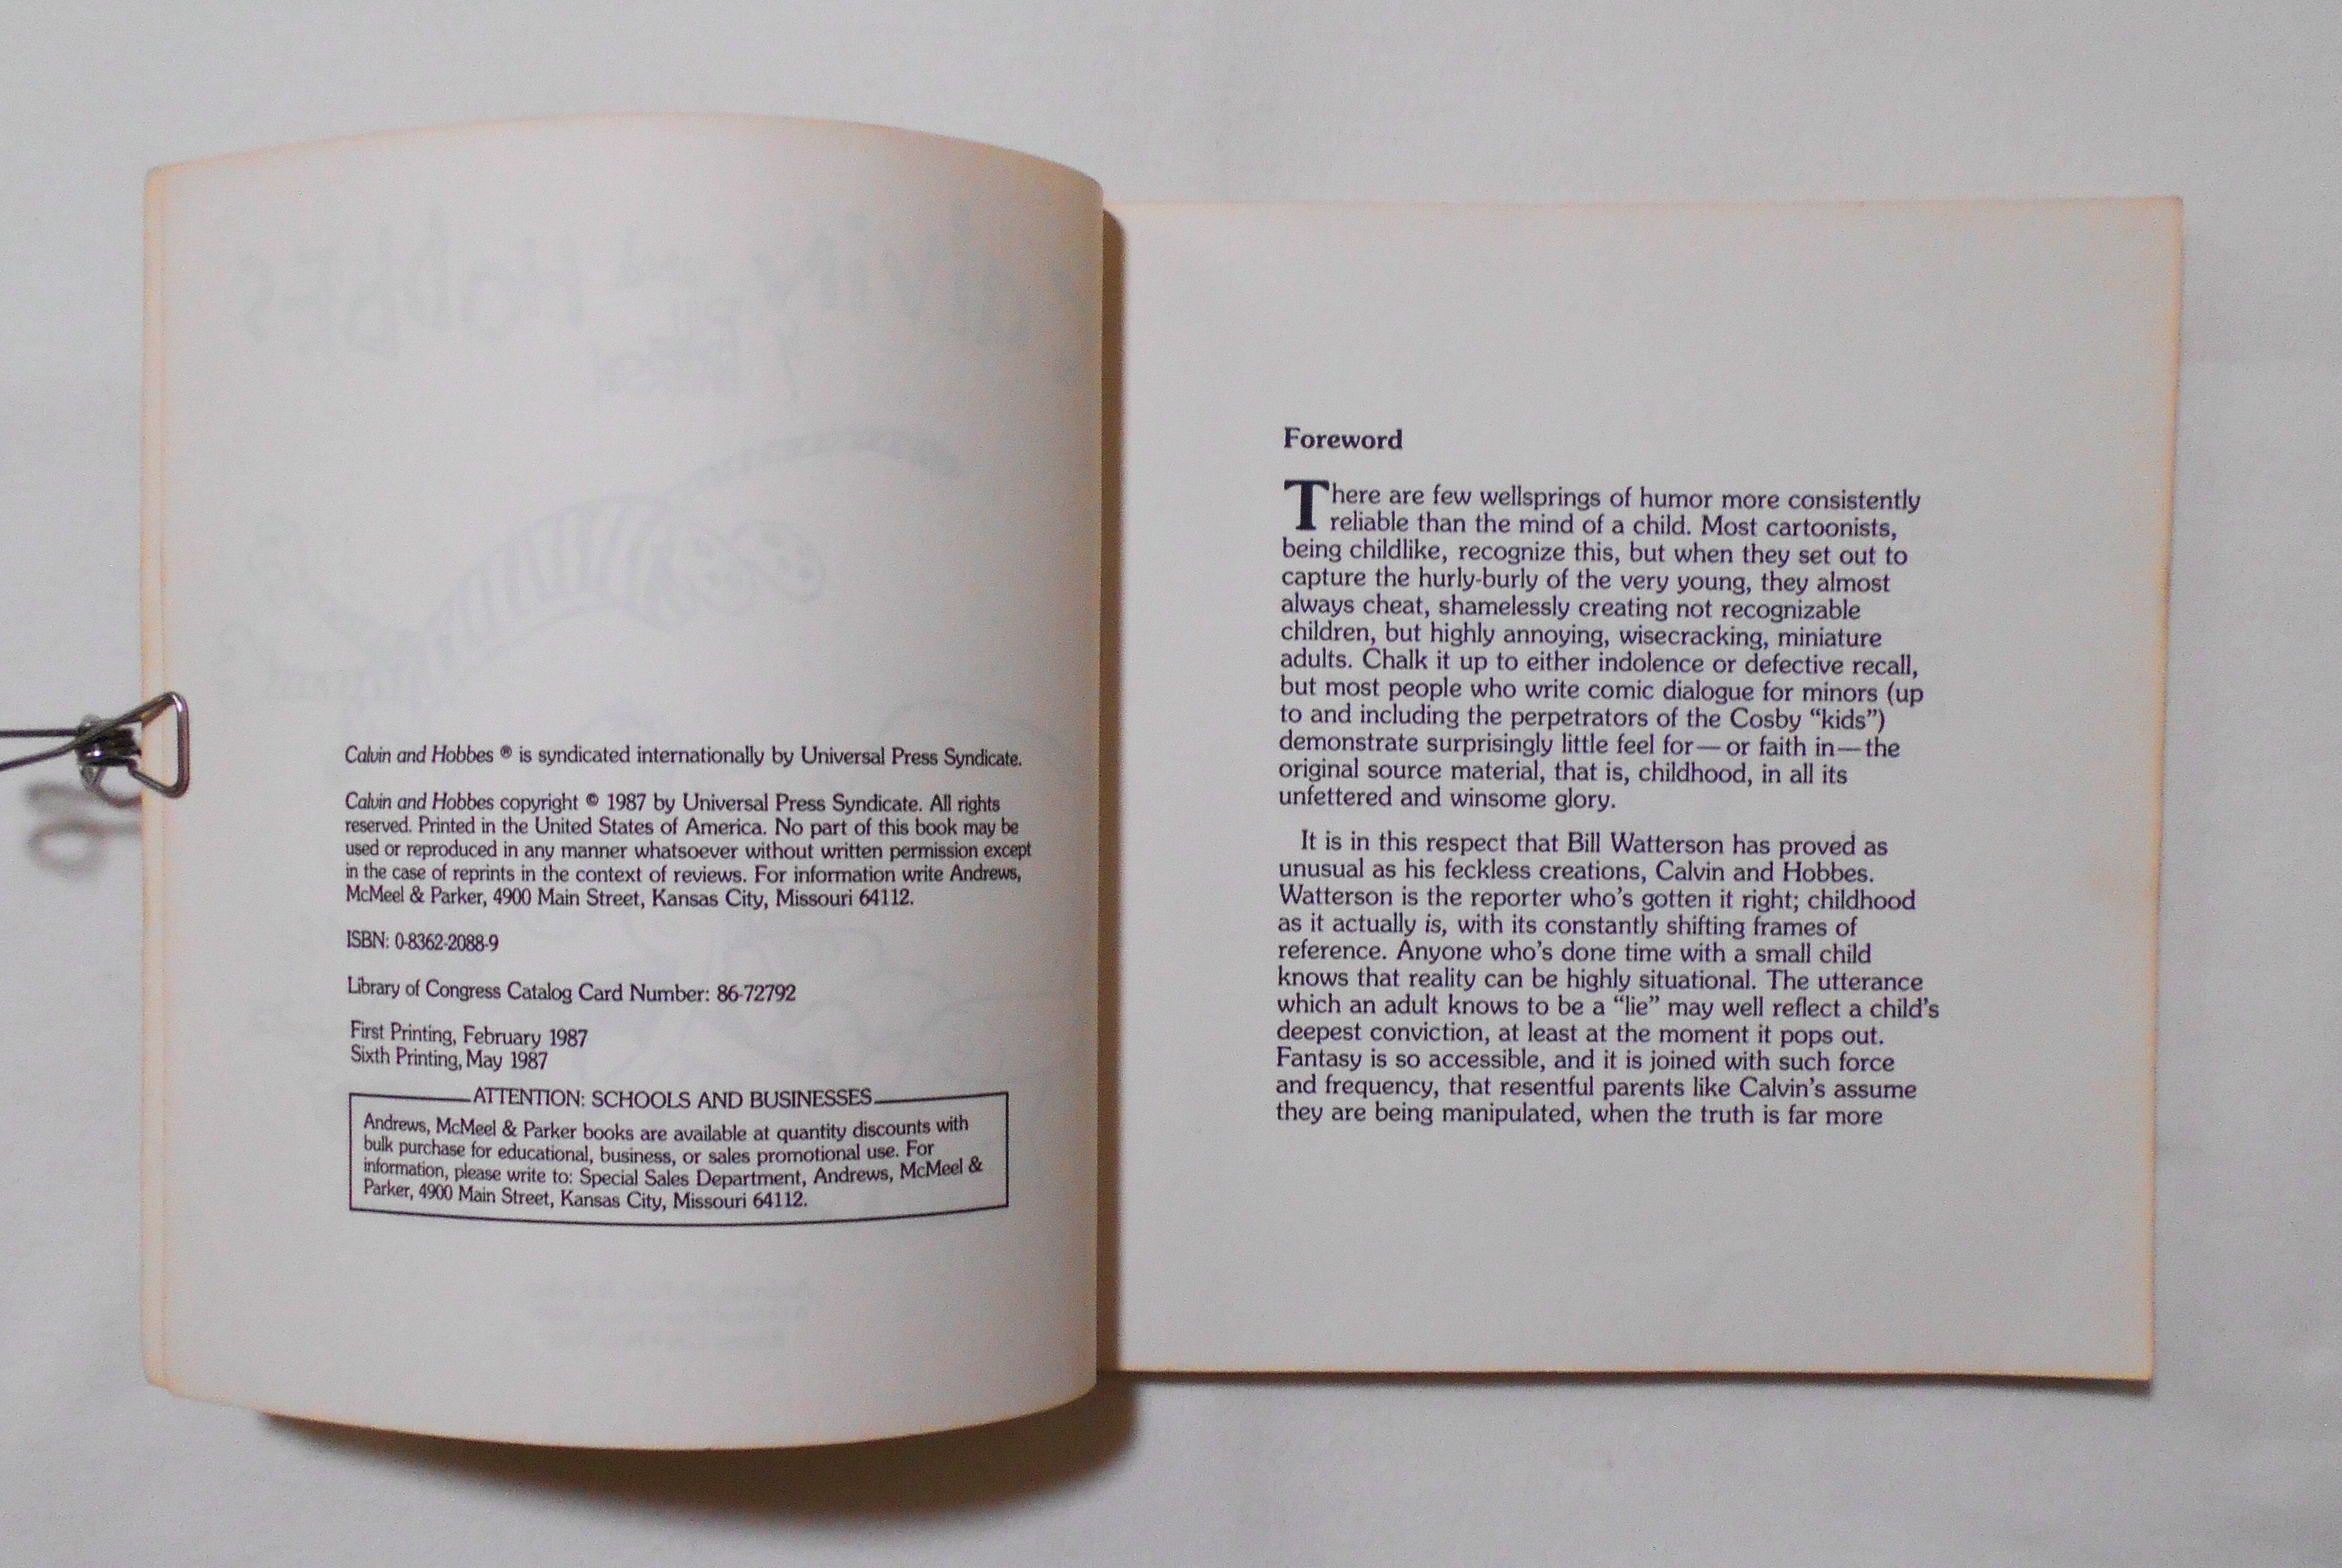 Calvin and Hobbes ® is syndicated internationally by Universal Press Syndicate.
Calvin and Hobbes copyright © 1987 by Universal Press Syndicate. All rights
reserved. Printed in the United States of America. No part of this book may be
used or reproduced in any manner whatsoever without written permission except
in the case of reprints in the context of reviews. For information write Andrews,
McMeel & Parker, 4900 Main Street, Kansas City, Missouri 64112.
ISBN: 0-8362-2088-9
Library of Congress Catalog Card Number: 86-72792
First Printing, February 1987
Sixth Printing, May 1987
ATTENTION: SCHOOLS AND BUSINESSES
Andrews, McMeel & Parker books are available at quantity discounts with
bulk purchase for educational, business, or sales promotional use. For
information, please write to: Special Sales Department, Andrews, McMeel &
Parker, 4900 Main Street, Kansas City, Missouri 64112.
Foreword
There are few wellsprings of humor more consistently
reliable than the mind of a child. Most cartoonists,
being childlike, recognize this, but when they set out to
capture the hurly-burly of the very young, they almost
always cheat, shamelessly creating not recognizable
children, but highly annoying, wisecracking, miniature
adults. Chalk it up to either indolence or defective recall,
but most people who write comic dialogue for minors (up
to and including the perpetrators of the Cosby “kids”)
demonstrate surprisingly little feel for—or faith in—the
original source material, that is, childhood, in all its
unfettered and winsome glory.
It is in this respect that Bill Watterson has proved as
unusual as his feckless creations, Calvin and Hobbes.
Watterson is the reporter who’s gotten it right; childhood
as it actually is, with its constantly shifting frames of
reference. Anyone who’s done time with a small child
knows that reality can be highly situational. The utterance
which an adult knows to be a “lie” may well reflect a child’s
deepest conviction, at least at the moment it pops out.
Fantasy is so accessible, and it is joined with such force
and frequency, that resentful parents like Calvin’s assume
they are being manipulated, when the truth is far more